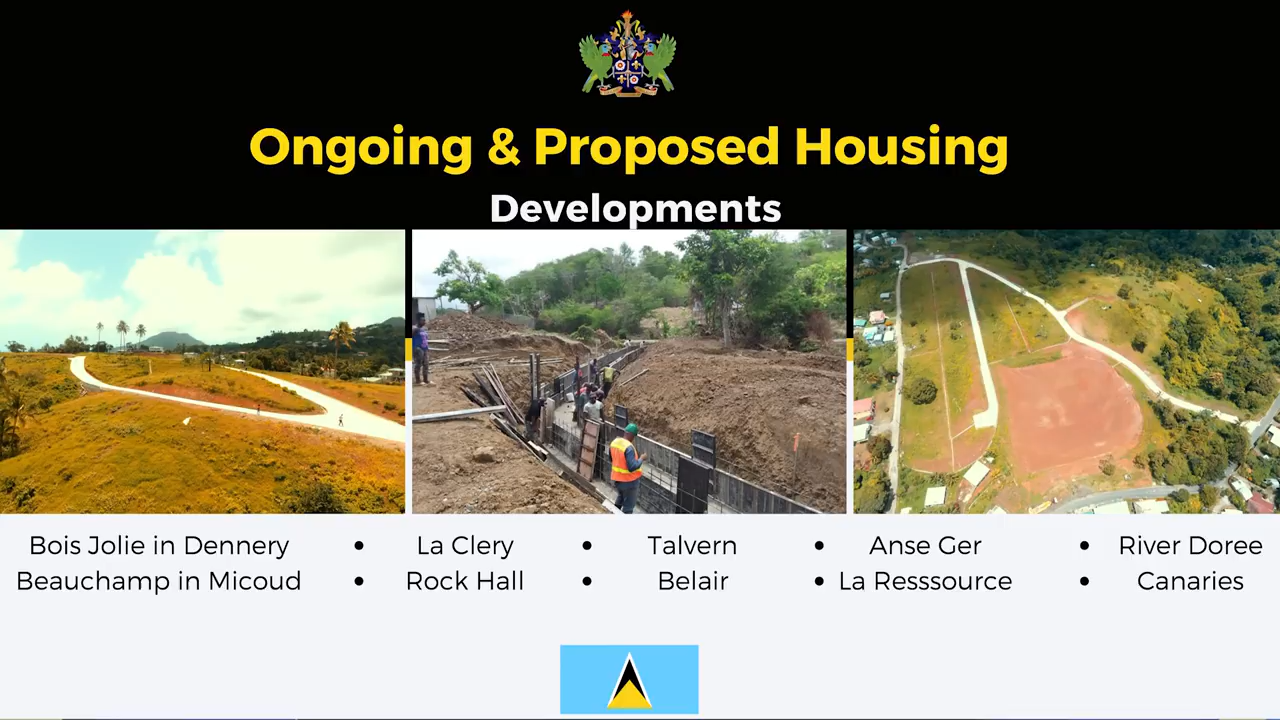 Ongoing & Proposed Housing
Developments
Bois Jolie in Dennery • La Clery • Talvern • Anse Ger • River Doree
Beauchamp in Micoud • Rock Hall • Belair • La Resssource • Canaries